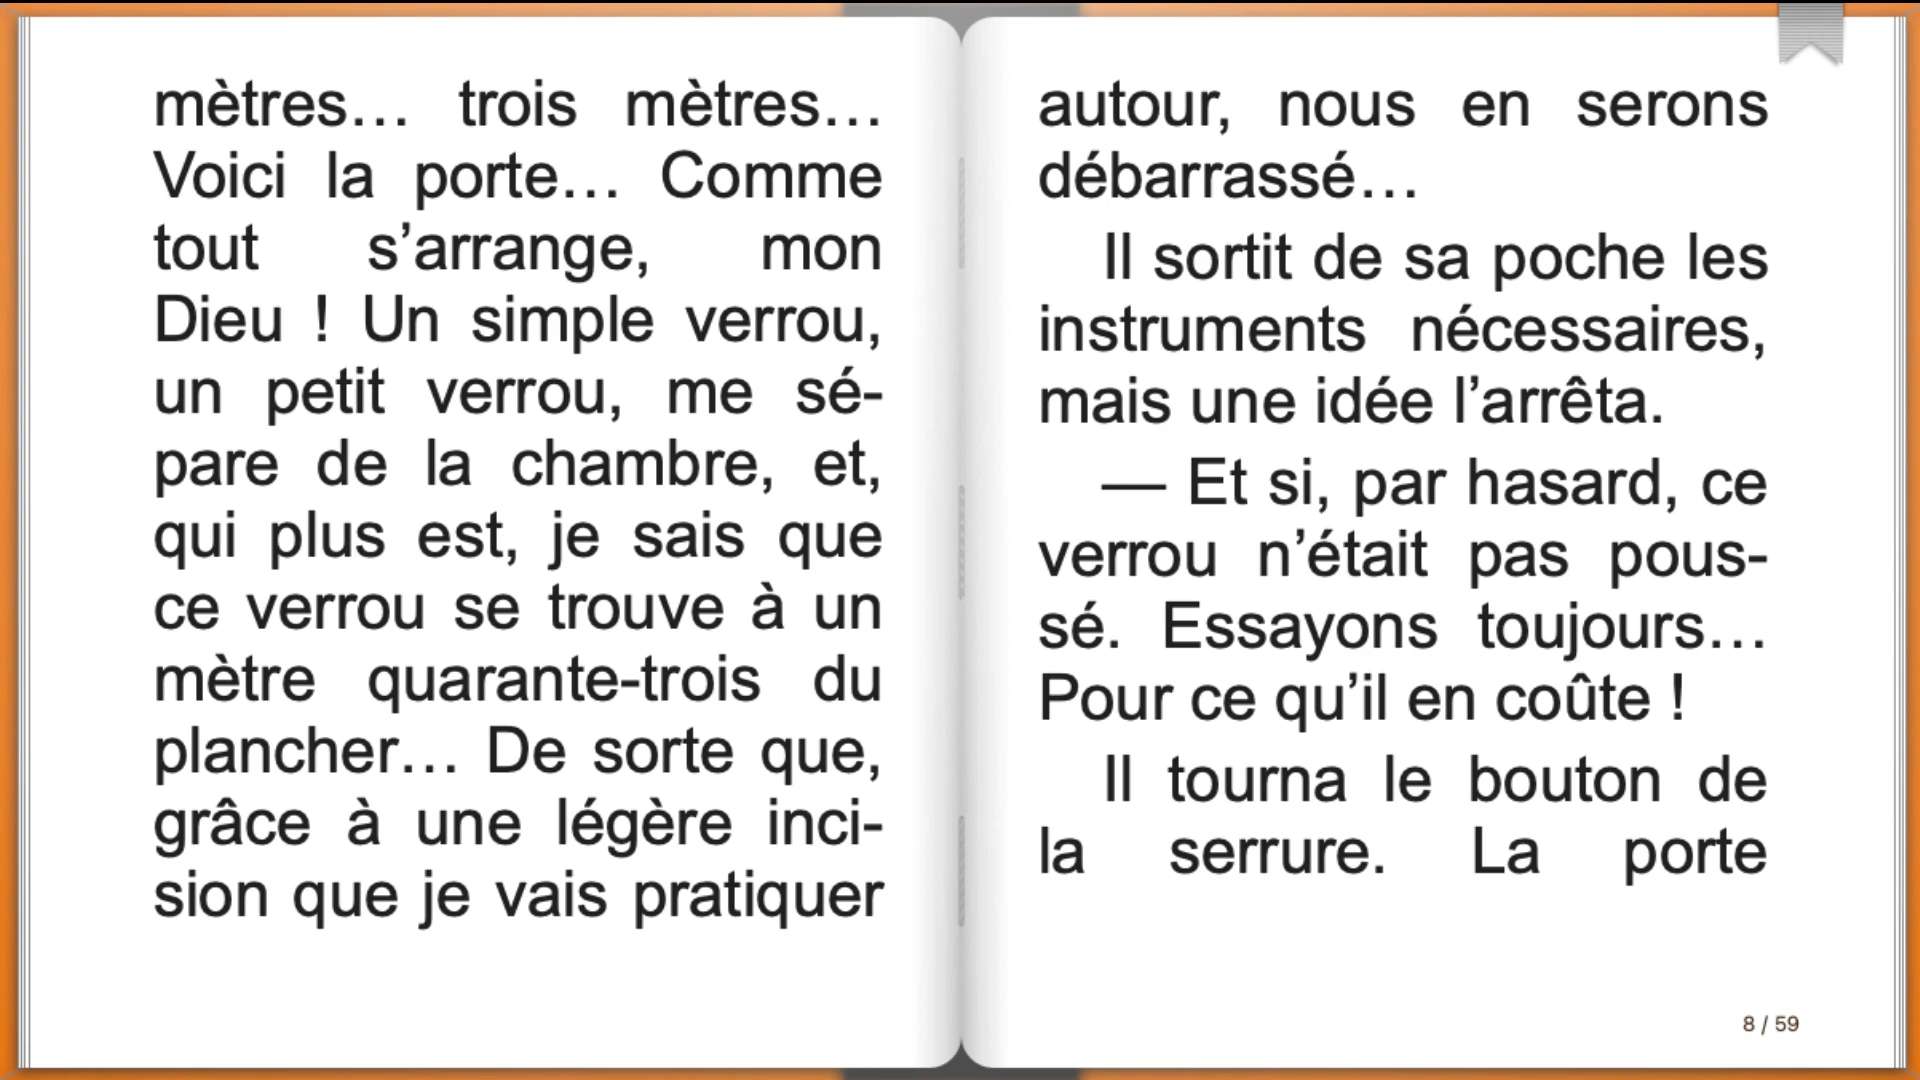 mètres… trois mètres…
Voici la porte… Comme
tout s’arrange, mon
Dieu ! Un simple verrou,
un petit verrou, me sé-
pare de la chambre, et,
qui plus est, je sais que
ce verrou se trouve à un
mètre quarante-trois du
plancher… De sorte que,
grâce à une légère inci-
sion que je vais pratiquer
autour, nous en serons
débarrassé…
Il sortit de sa poche les
instruments nécessaires,
mais une idée l’arrêta.
— Et si, par hasard, ce
verrou n’était pas pous-
sé. Essayons toujours…
Pour ce qu’il en coûte !
Il tourna le bouton de
la serrure. La porte
8 / 59